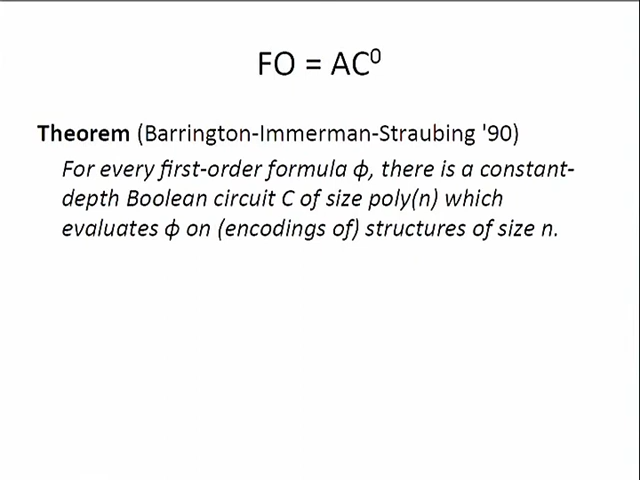 FO = AC⁰
Theorem (Barrington-Immerman-Straubing '90)
For every first-order formula ϕ, there is a constant-
depth Boolean circuit C of size poly(n) which
evaluates ϕ on (encodings of) structures of size n.